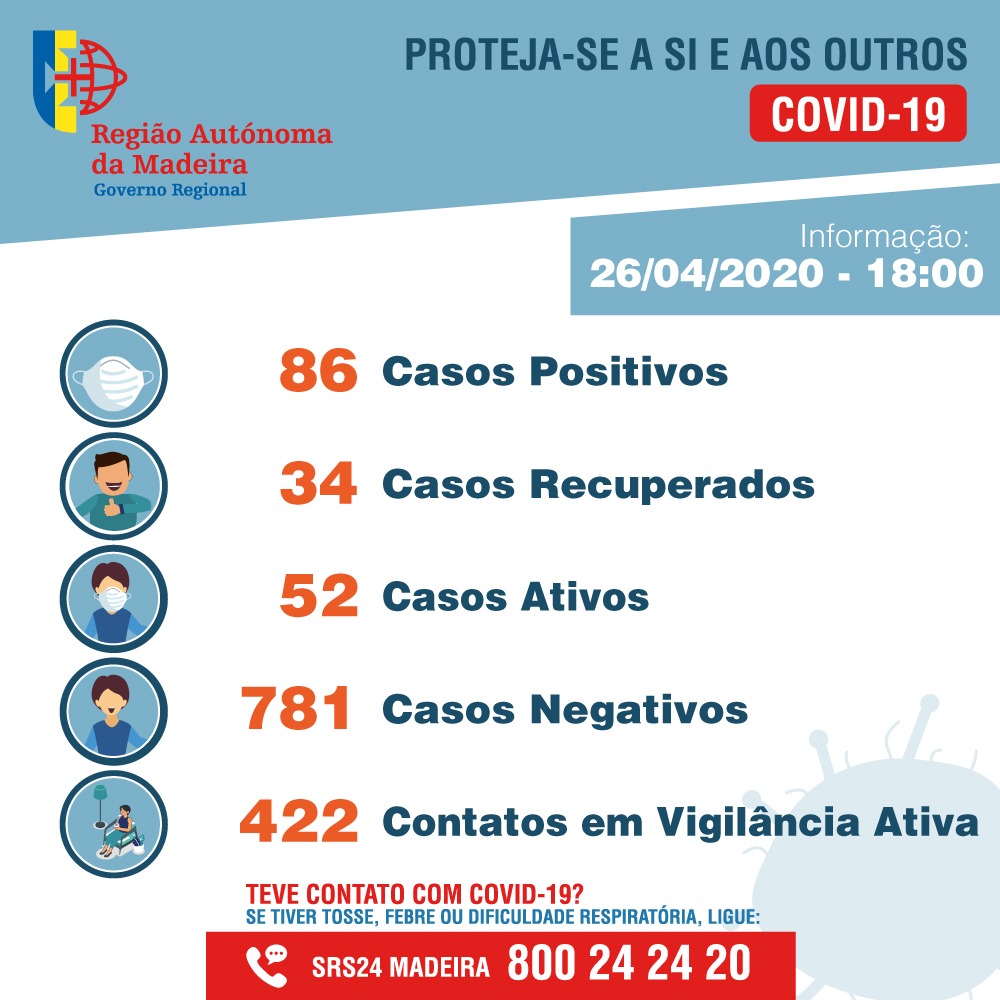 PROTEJA-SE A SI E AOS OUTROS
COVID-19
Região Autónoma
da Madeira
Governo Regional
Informação:
26/04/2020 - 18:00
86 Casos Positivos
34 Casos Recuperados
52 Casos Ativos
781 Casos Negativos
422 Contatos em Vigilância Ativa
TEVE CONTATO COM COVID-19?
SE TIVER TOSSE, FEBRE OU DIFICULDADE RESPIRATÓRIA, LIGUE:
SRS24 MADEIRA 800 24 24 20